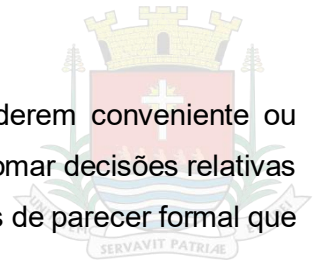 derem conveniente ou
omar decisões relativas
s de parecer formal que
SERVAVIT PATRIAE